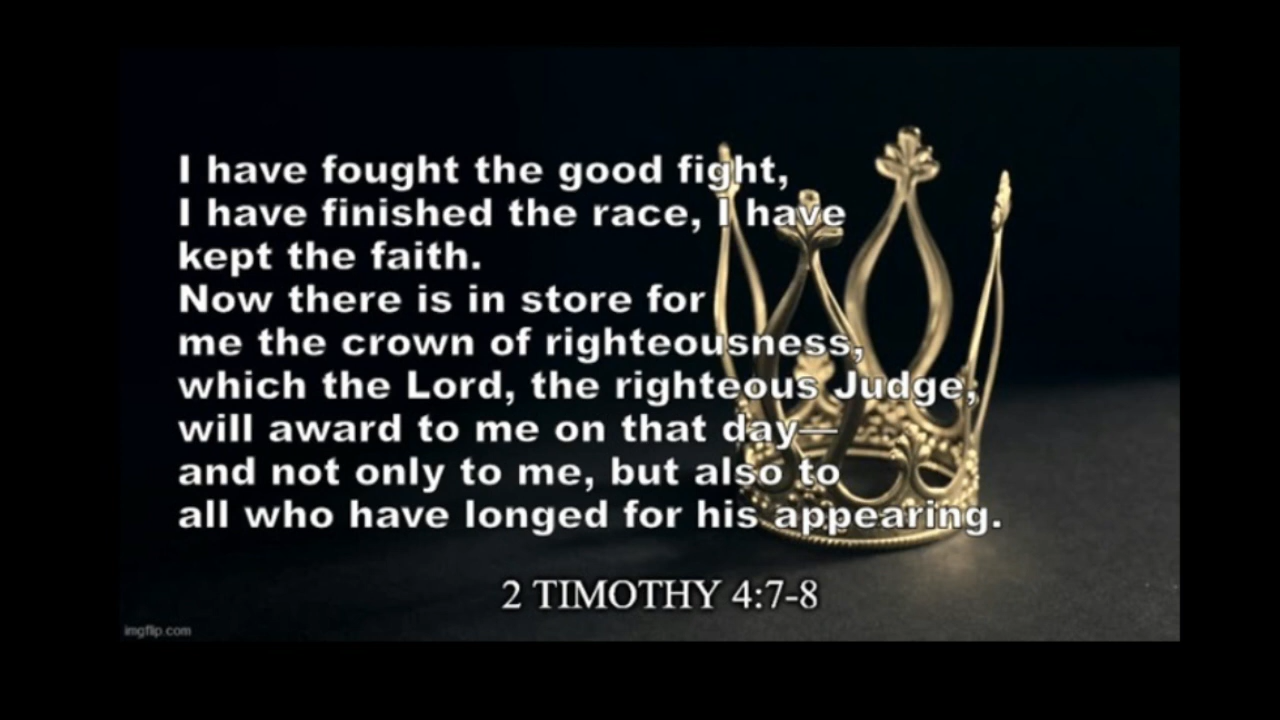 I have fought the good fight,
I have finished the race, I have
kept the faith.
Now there is in store for
me the crown of righteousness,
which the Lord, the righteous Judge,
will award to me on that day—
and not only to me, but also to
all who have longed for his appearing.
2 TIMOTHY 4:7-8
imgflip.com